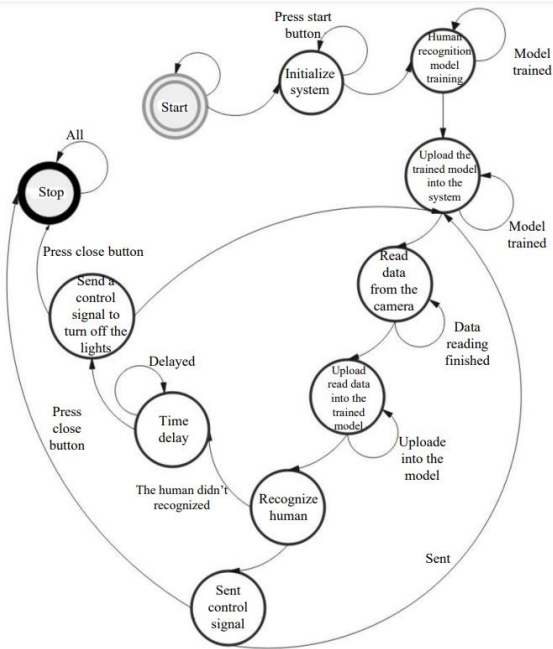 Press start
button
Human
recognition
model
training
Model
trained
Initialize
system
Start
All
Stop
Upload the
trained model
into the
system
Model
trained
Press close button
Send a
control
signal to
turn off the
lights
Read
data
from the
camera
Data
reading
finished
Delayed
Upload
read data
into the
trained
model
Time
delay
Press
close
button
Uploade
into the
model
The human didn't
recognized
Recognize
human
Sent
Sent
control
signal